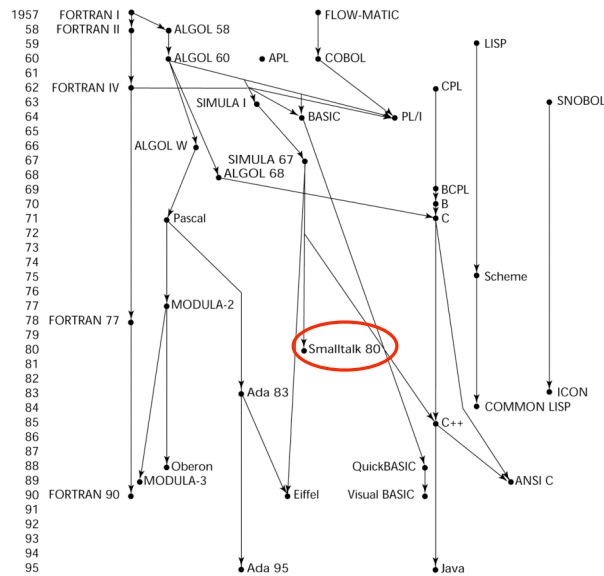 1957 FORTRAN I FLOW-MATIC
58 FORTRAN II ALGOL 58
59 LISP
60 ALGOL 60 APL COBOL
61
62 FORTRAN IV CPL
63 SIMULA I SNOBOL
64 BASIC PL/I
65
66 ALGOL W
67 SIMULA 67
68 ALGOL 68
69 BCPL
70 B
71 Pascal C
72
73
74
75 Scheme
76
77 MODULA-2
78 FORTRAN 77
79
80 Smalltalk 80
81
82
83 Ada 83 ICON
84 COMMON LISP
85 C++
86
87
88 Oberon QuickBASIC
89 MODULA-3 ANSI C
90 FORTRAN 90 Eiffel Visual BASIC
91
92
93
94
95 Ada 95 Java